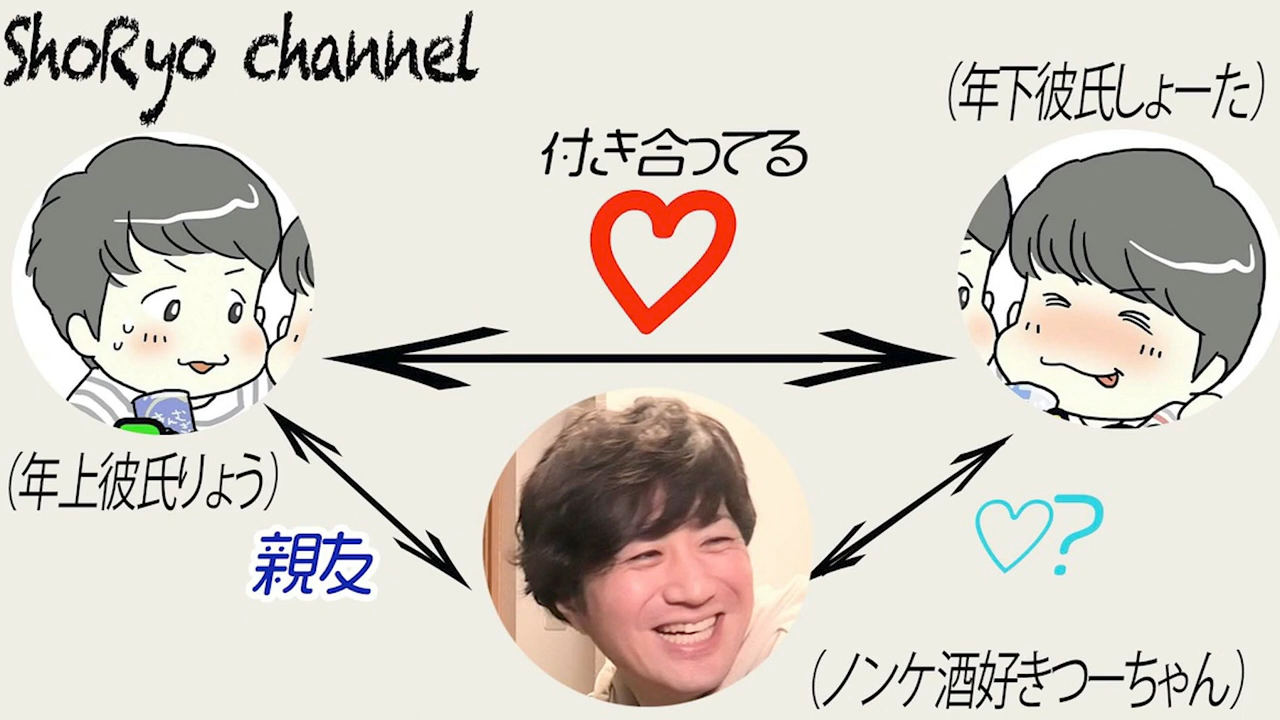 ShoRyo channel
(年下彼氏しょーた)
付き合ってる
(年上彼氏りょう)
親友
♡?
(ノンケ酒好きつーちゃん)